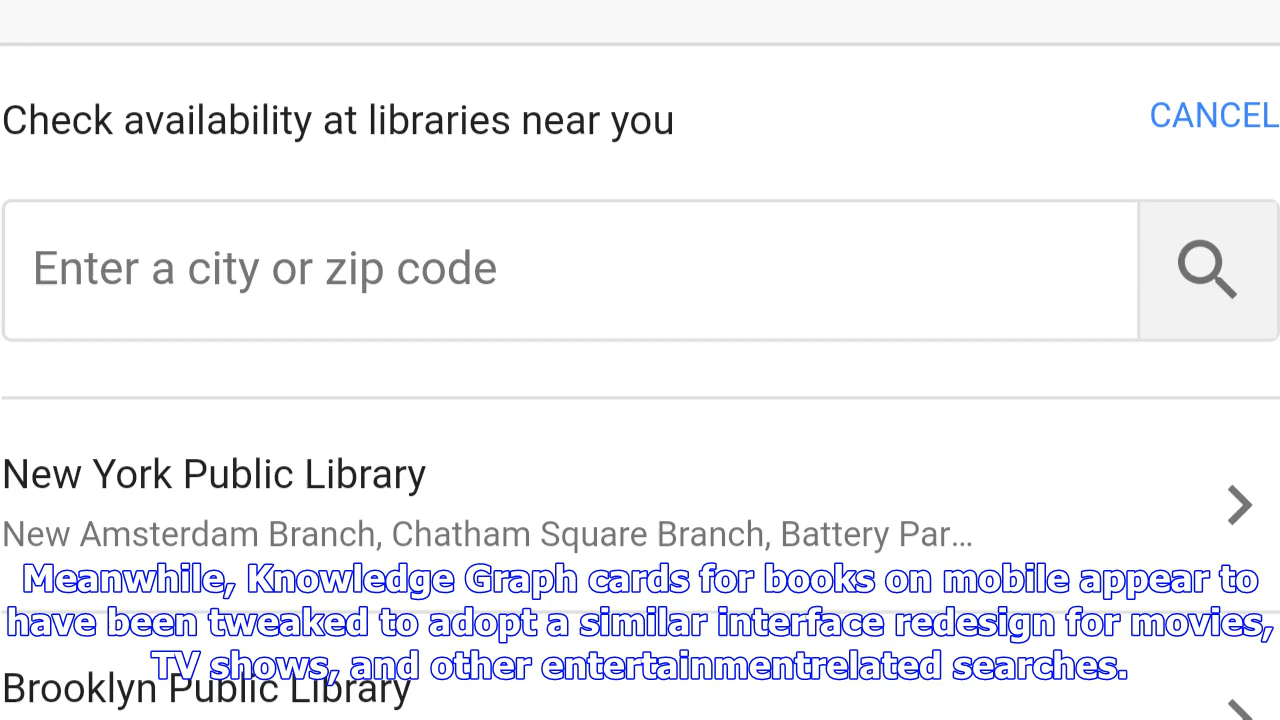 Check availability at libraries near you
CANCEL
Enter a city or zip code
New York Public Library
New Amsterdam Branch, Chatham Square Branch, Battery Par...
Meanwhile, Knowledge Graph cards for books on mobile appear to
have been tweaked to adopt a similar interface redesign for movies,
TV shows, and other entertainmentrelated searches.
Brooklyn Public Library